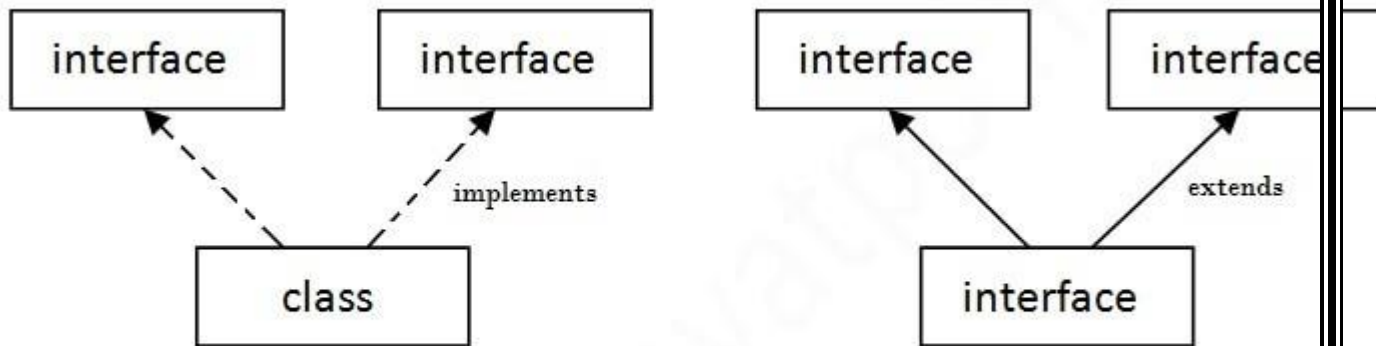 interface interface interface interface
implements extends
class interface